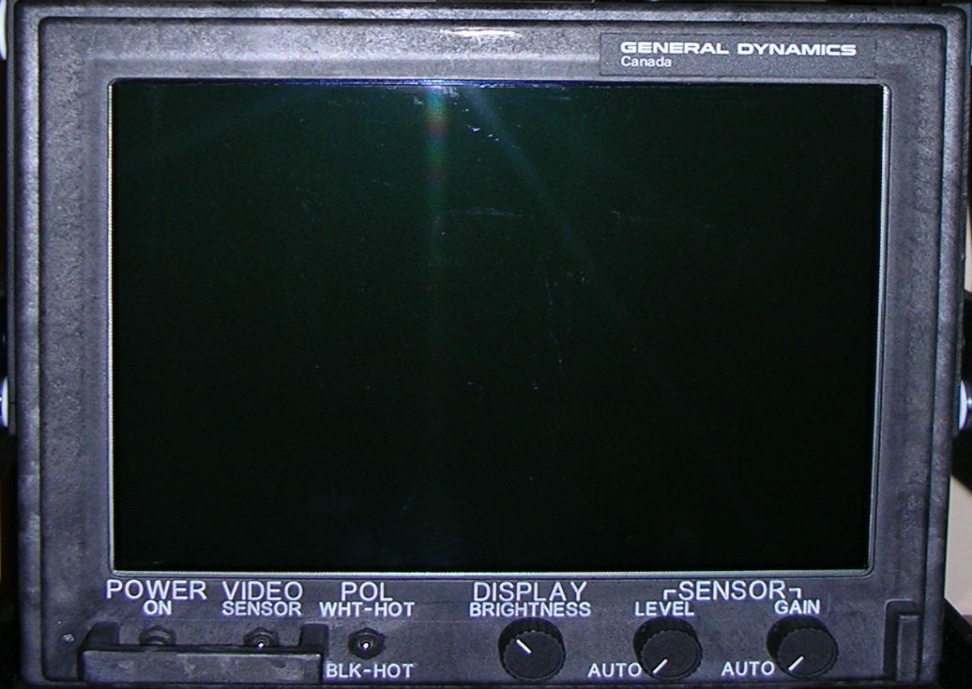 GENERAL DYNAMICS
Canada
POWER VIDEO POL DISPLAY SENSOR
ON SENSOR WHT-HOT BRIGHTNESS LEVEL GAIN
BLK-HOT AUTO AUTO